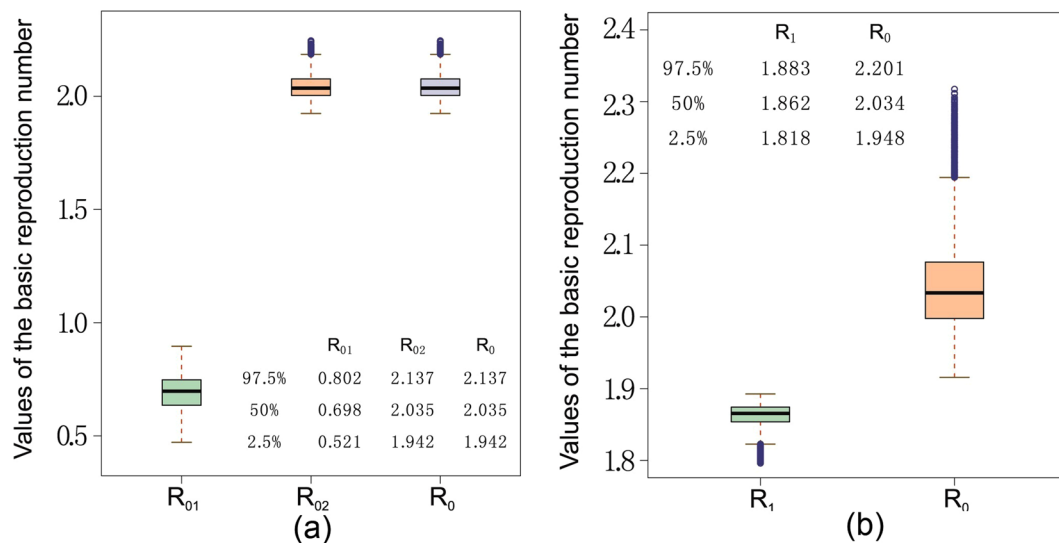 Values of the basic reproduction number
2.0
1.5
1.0
0.5
R01 R02 R0
97.5% 0.802 2.137 2.137
50% 0.698 2.035 2.035
2.5% 0.521 1.942 1.942
R01 R02 R0
(a)
Values of the basic reproduction number
2.4
2.3
2.2
2.1
2.0
1.9
1.8
R1 R0
97.5% 1.883 2.201
50% 1.862 2.034
2.5% 1.818 1.948
R1 R0
(b)